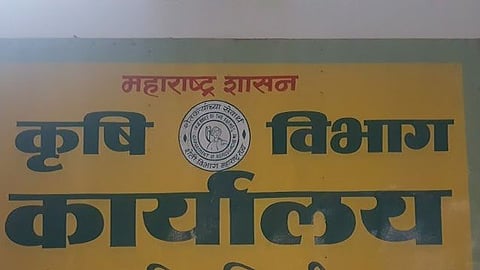 महाराष्ट्र शासन
कृषि विभाग
कार्यालय